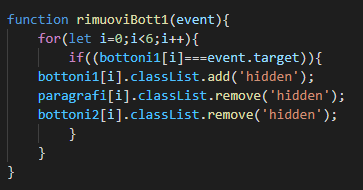 function rimuoviBott1(event){
    for(let i=0;i<6;i++){
        if((bottoni1[i]===event.target)){
    bottoni1[i].classList.add('hidden');
    paragrafi[i].classList.remove('hidden');
    bottoni2[i].classList.remove('hidden');
        }
    }
}